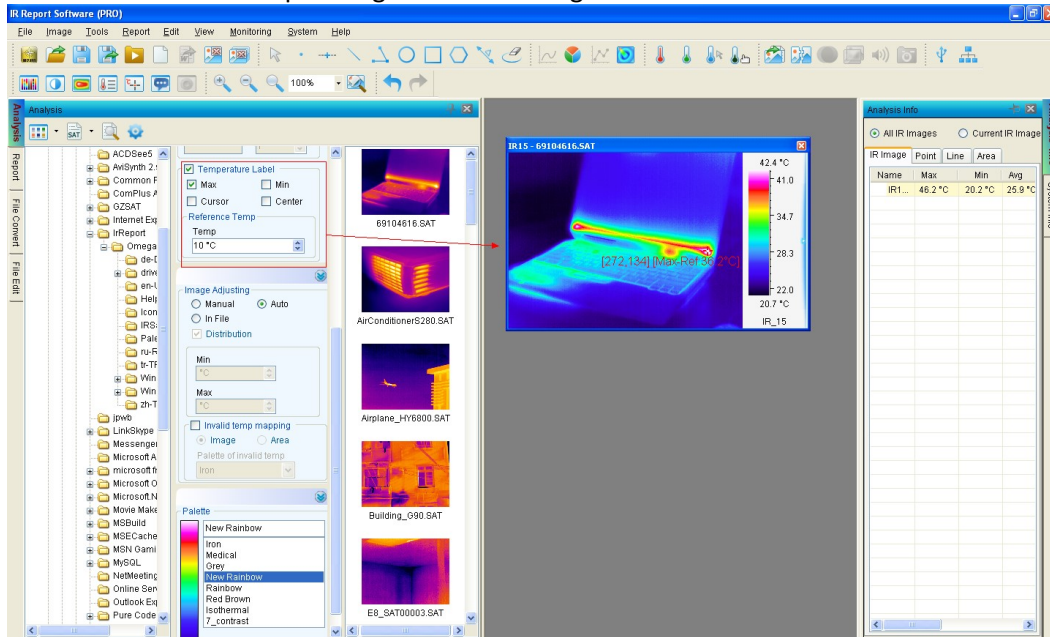 IR Report Software (PRO)
File Image Tools Report Edit View Monitoring System Help
100%
Analysis
SAT
Analysis
Report
File Convert
File Edit
ACDSee5
AviSynth 2.
Common F
ComPlus A
GZSAT
Internet Exp
IrReport
Omega
de-D
drive
en-U
Help
Icon
IRS
Pale
ru-R
tr-TF
Win
Win
zh-T
jpwb
LinkSkype
Messenger
Microsoft A
microsoft fr
Microsoft O
Microsoft.N
Movie Make
MSBuild
MSECache
MSN Gami
MySQL
NetMeeting
Online Serv
Outlook Exp
Pure Code
Temperature Label
Max Min
Cursor Center
Reference Temp
Temp
10 °C
Image Adjusting
Manual Auto
In File
Distribution
Min
°C
Max
°C
Invalid temp mapping
Image Area
Palette of invalid temp
Iron
Palette
New Rainbow
Iron
Medical
Grey
New Rainbow
Rainbow
Red Brown
Isothermal
7_contrast
69104616.SAT
AirConditionerS280.SAT
Airplane_HY6800.SAT
Building_G90.SAT
E8_SAT00003.SAT
IR15 - 69104616.SAT
42.4 °C
41.0
34.7
28.3
22.0
20.7 °C
IR_15
[272,134] [Max-Ref 36.2°C]
Analysis Info
All IR Images Current IR Image
IR Image Point Line Area
Name Max Min Avg
IR1... 46.2 °C 20.2 °C 25.9 °C